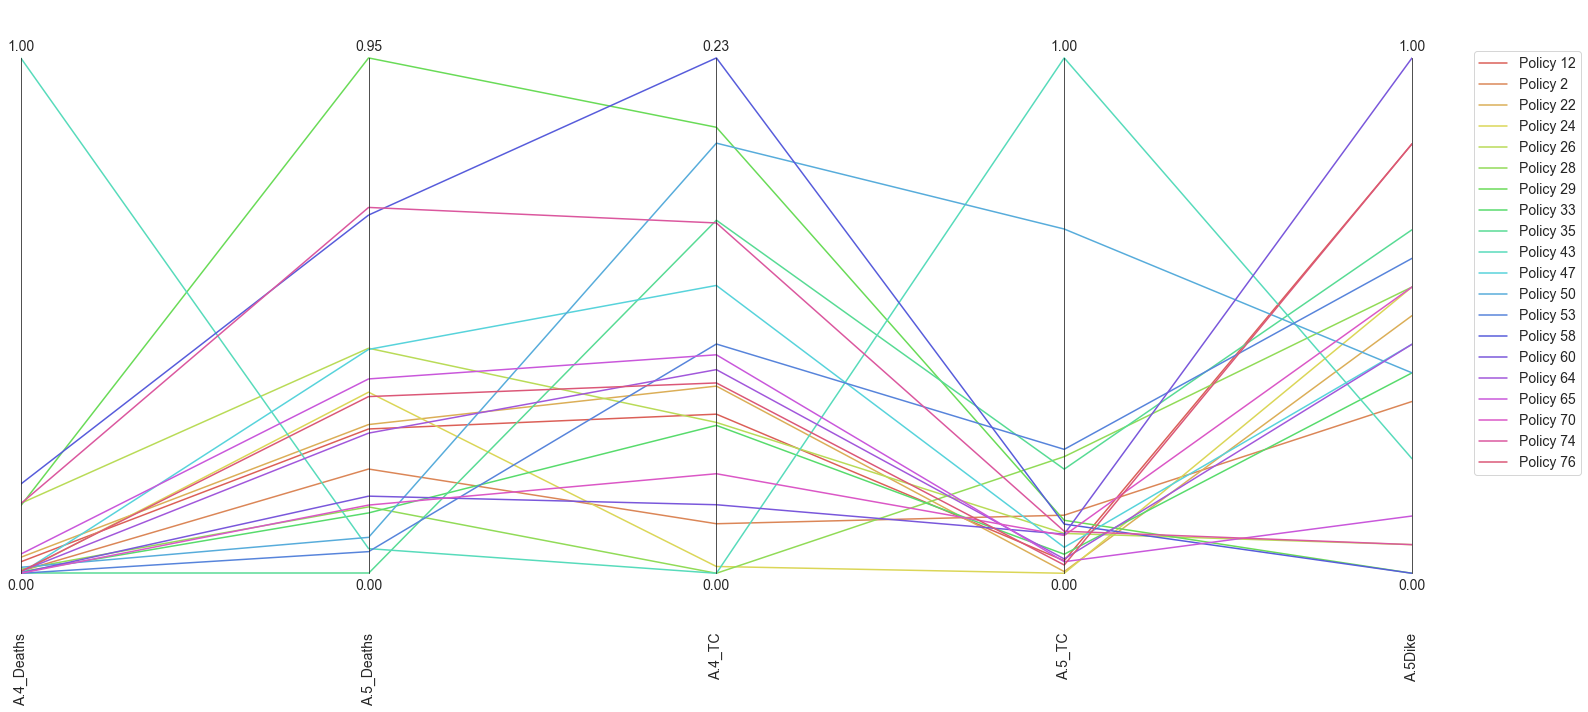 1.00
0.95
0.23
1.00
1.00
0.00
0.00
0.00
0.00
0.00
A.4_Deaths
A.5_Deaths
A.4_TC
A.5_TC
A.5Dike
Policy 12
Policy 2
Policy 22
Policy 24
Policy 26
Policy 28
Policy 29
Policy 33
Policy 35
Policy 43
Policy 47
Policy 50
Policy 53
Policy 58
Policy 60
Policy 64
Policy 65
Policy 70
Policy 74
Policy 76